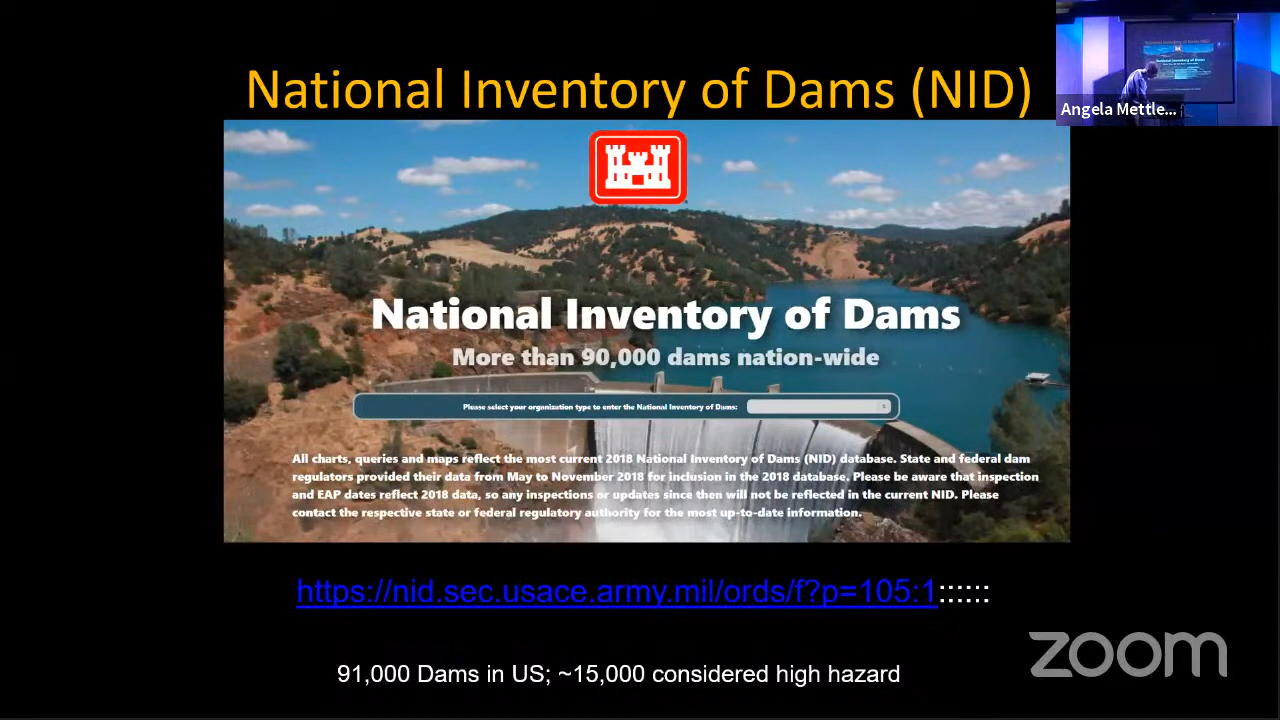 National Inventory of Dams (NID)
Angela Mettle...
National Inventory of Dams
More than 90,000 dams nation-wide
Please select your organization type to enter the National Inventory of Dams:
All charts, queries and maps reflect the most current 2018 National Inventory of Dams (NID) database. State and federal dam
regulators provided their data from May to November 2018 for inclusion in the 2018 database. Please be aware that inspection
and EAP dates reflect 2018 data, so any inspections or updates since then will not be reflected in the current NID. Please
contact the respective state or federal regulatory authority for the most up-to-date information.
https://nid.sec.usace.army.mil/ords/f?p=105:1::::::
zoom
91,000 Dams in US; ~15,000 considered high hazard